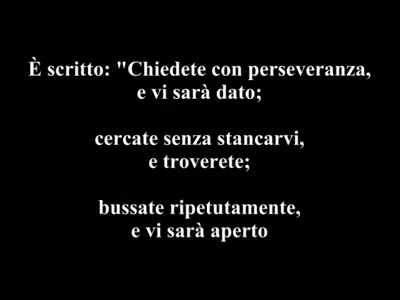 È scritto: "Chiedete con perseveranza,
e vi sarà dato;
cercate senza stancarvi,
e troverete;
bussate ripetutamente,
e vi sarà aperto